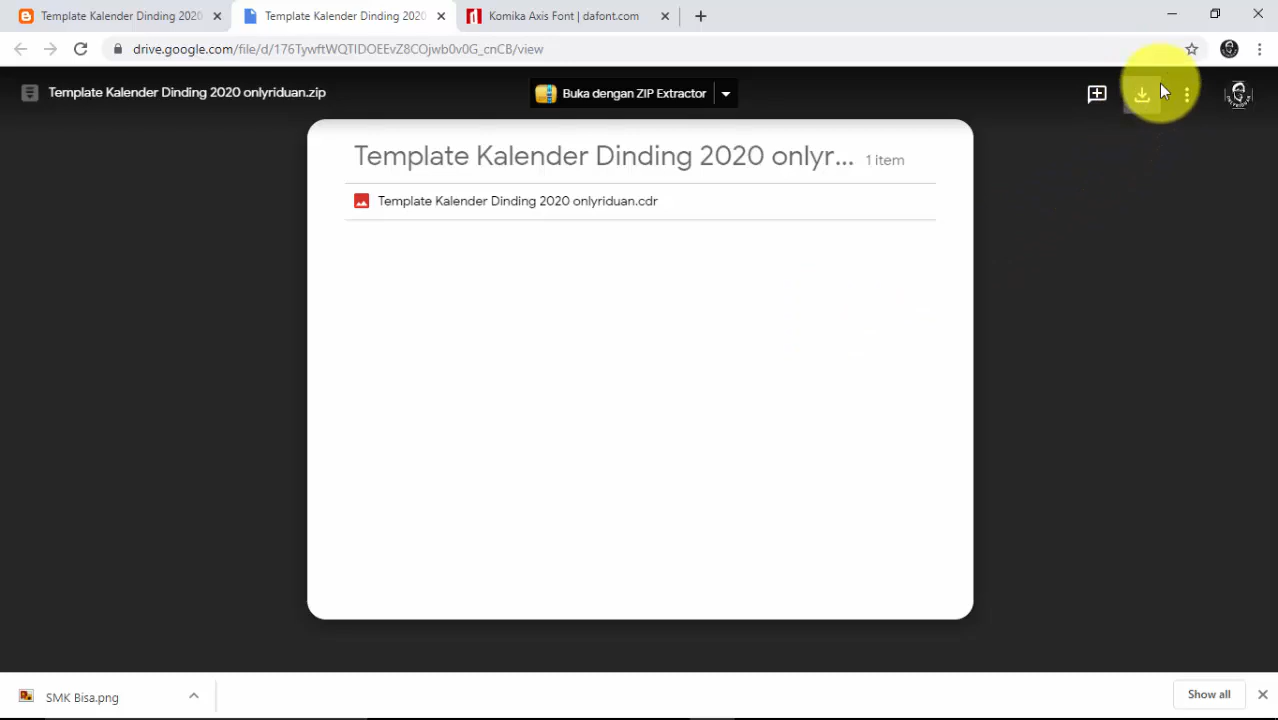 Template Kalender Dinding 2020
Template Kalender Dinding 2020
Komika Axis Font | dafont.com
drive.google.com/file/d/176TywftWQTIDOEEvZ8COjwb0v0G_cnCB/view
Template Kalender Dinding 2020 onlyriduan.zip
Buka dengan ZIP Extractor
Template Kalender Dinding 2020 onlyr... 1 item
Template Kalender Dinding 2020 onlyriduan.cdr
SMK Bisa.png
Show all